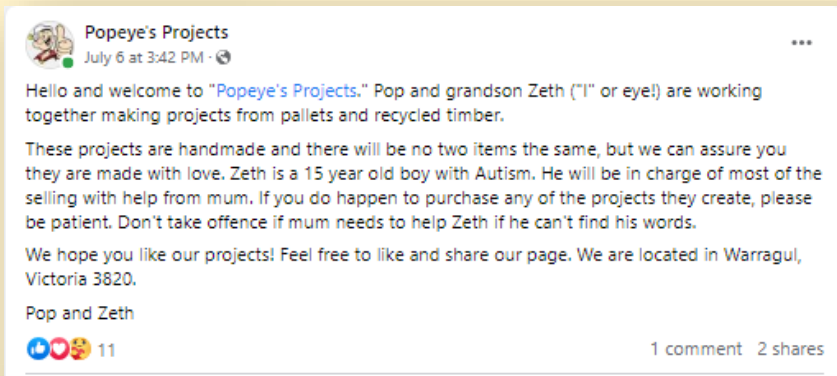 Popeye's Projects
July 6 at 3:42 PM ·
Hello and welcome to "Popeye's Projects." Pop and grandson Zeth ("I" or eye!) are working
together making projects from pallets and recycled timber.
These projects are handmade and there will be no two items the same, but we can assure you
they are made with love. Zeth is a 15 year old boy with Autism. He will be in charge of most of the
selling with help from mum. If you do happen to purchase any of the projects they create, please
be patient. Don't take offence if mum needs to help Zeth if he can't find his words.
We hope you like our projects! Feel free to like and share our page. We are located in Warragul,
Victoria 3820.
Pop and Zeth
11
1 comment 2 shares